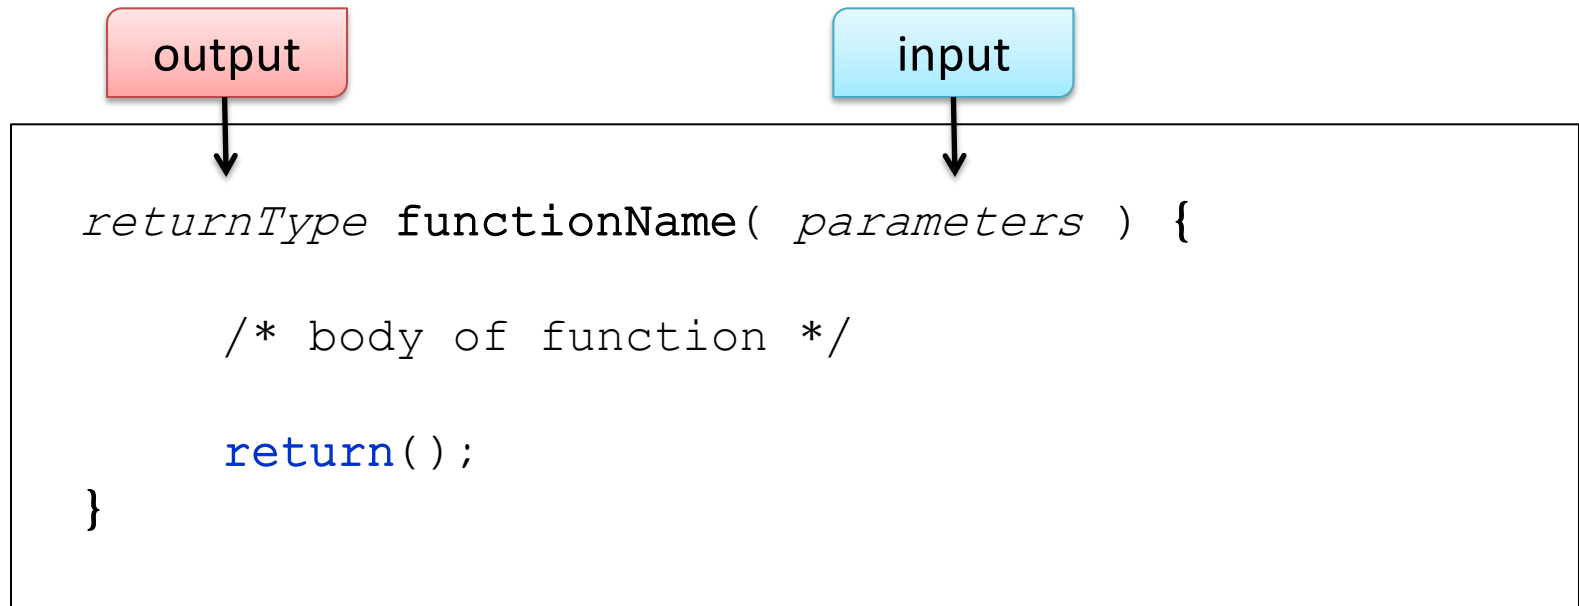 output
input
returnType functionName( parameters ) {
/* body of function */
return();
}